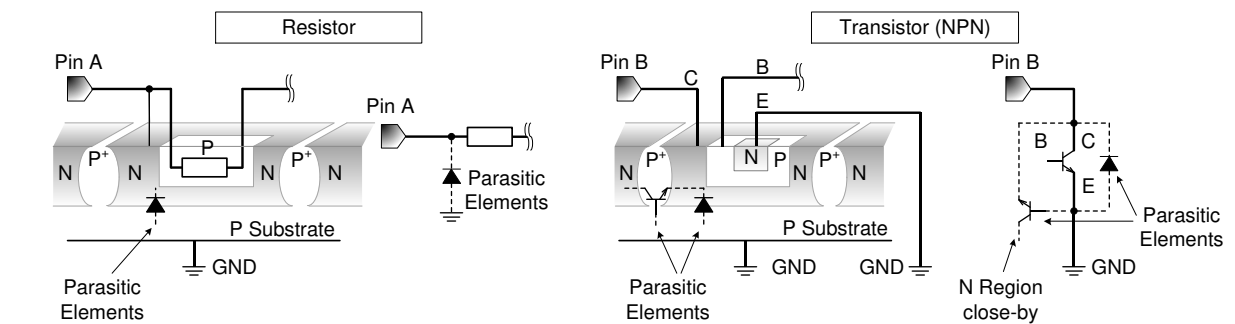 Resistor
Transistor (NPN)
Pin A
Pin A
P
N
P+
N
N
P+
N
Parasitic
Elements
P Substrate
GND
Parasitic
Elements
Pin B
C
B
E
N
P+
N
N
P
P+
N
N
P Substrate
GND
GND
Parasitic
Elements
Pin B
B
C
E
Parasitic
Elements
GND
N Region
close-by